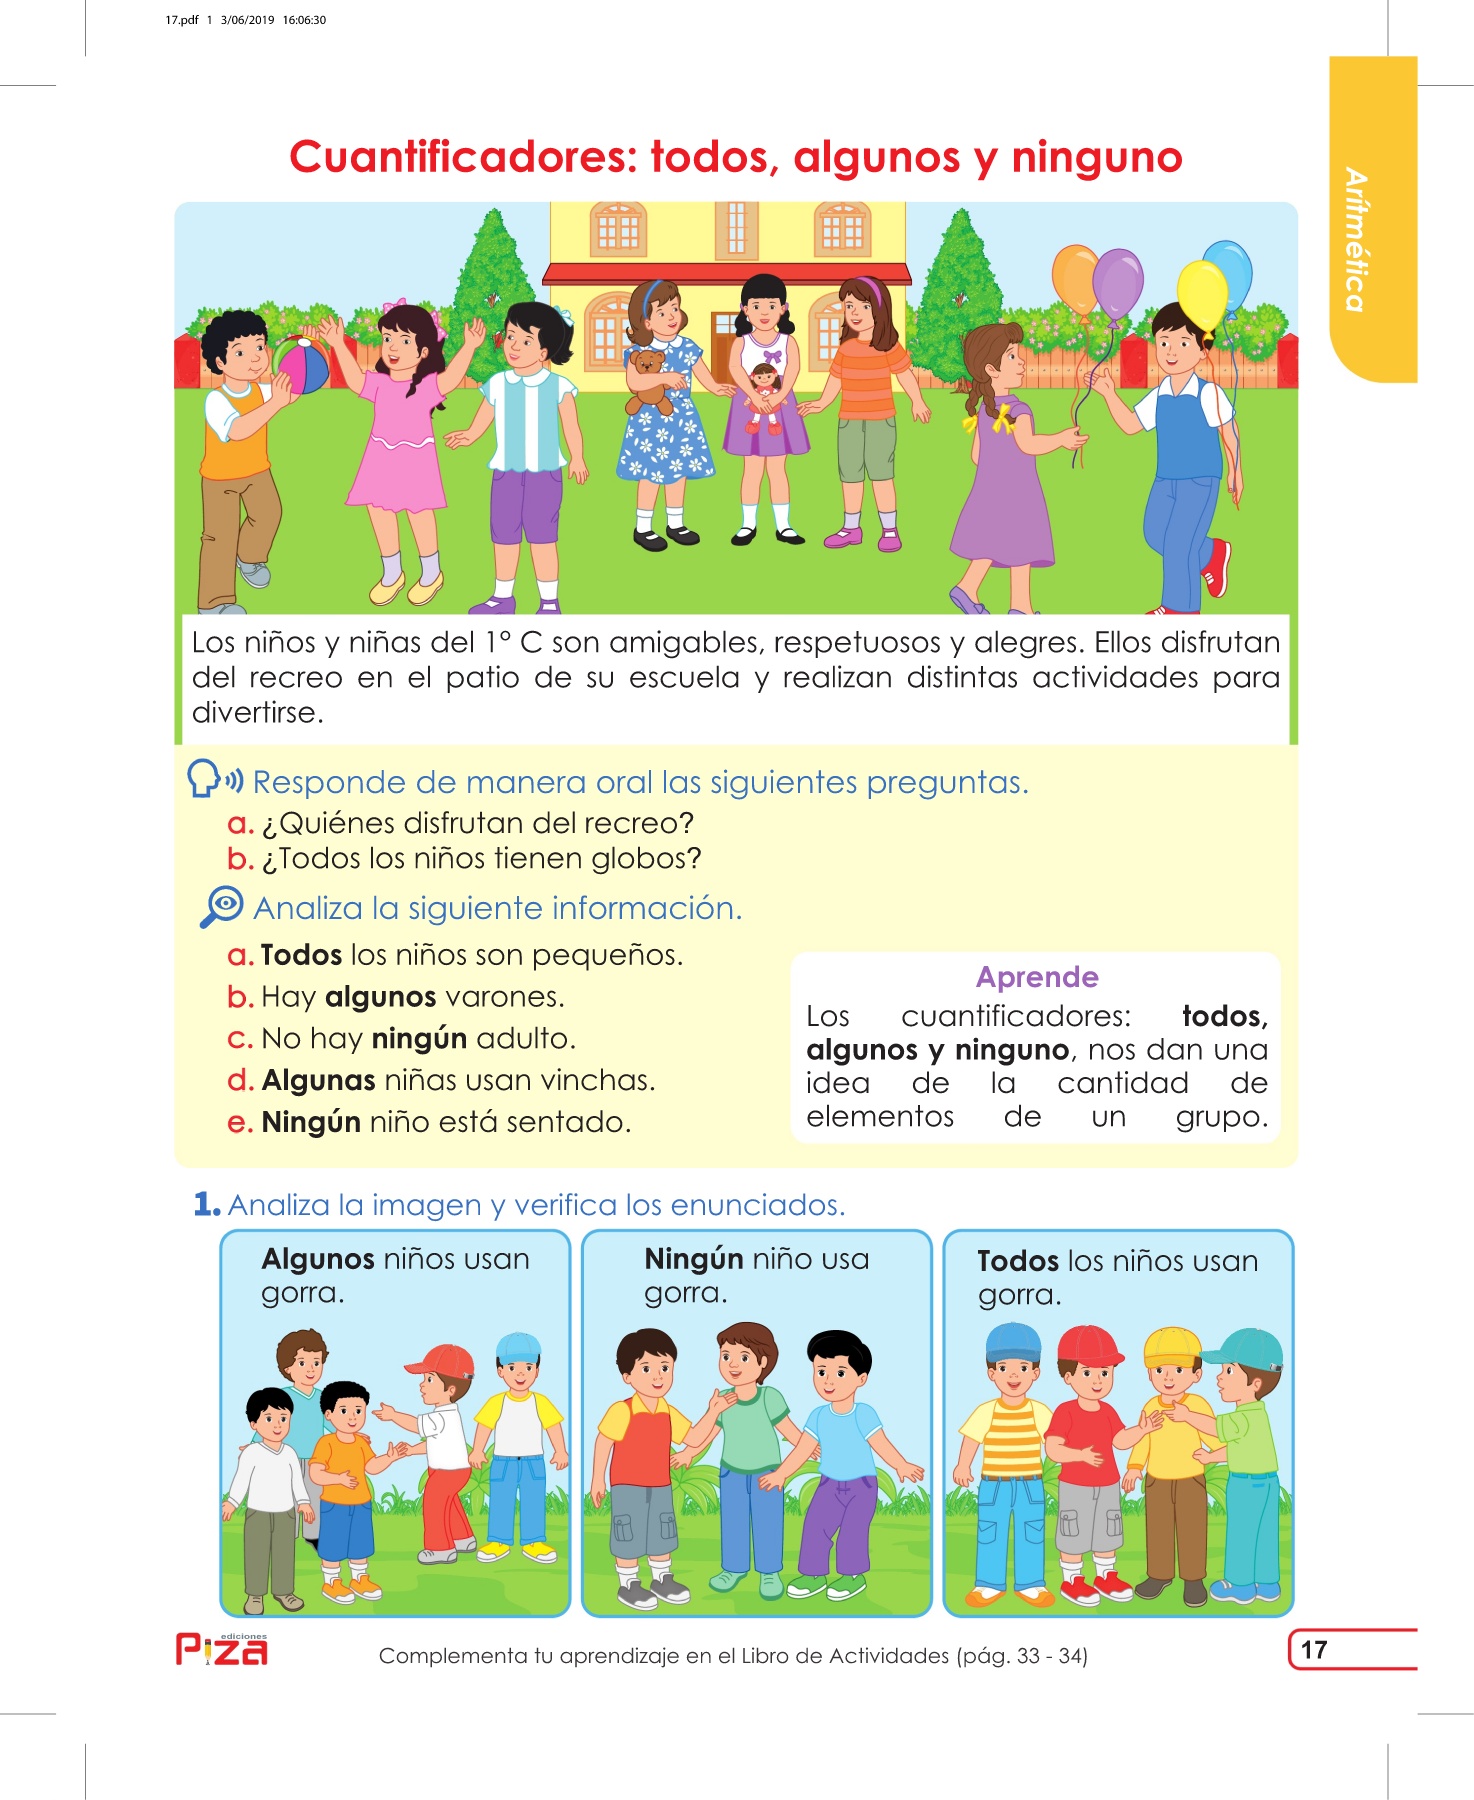 17.pdf 1 3/06/2019 16:06:30
Arítmética
Cuantificadores: todos, algunos y ninguno
Los niños y niñas del 1° C son amigables, respetuosos y alegres. Ellos disfrutan
del recreo en el patio de su escuela y realizan distintas actividades para
divertirse.
Responde de manera oral las siguientes preguntas.
a. ¿Quiénes disfrutan del recreo?
b. ¿Todos los niños tienen globos?
Analiza la siguiente información.
a. Todos los niños son pequeños.
b. Hay algunos varones.
c. No hay ningún adulto.
d. Algunas niñas usan vinchas.
e. Ningún niño está sentado.
Aprende
Los cuantificadores: todos,
algunos y ninguno, nos dan una
idea de la cantidad de
elementos de un grupo.
1. Analiza la imagen y verifica los enunciados.
Algunos niños usan
gorra.
Ningún niño usa
gorra.
Todos los niños usan
gorra.
ediciones
Piza
Complementa tu aprendizaje en el Libro de Actividades (pág. 33 - 34)
17